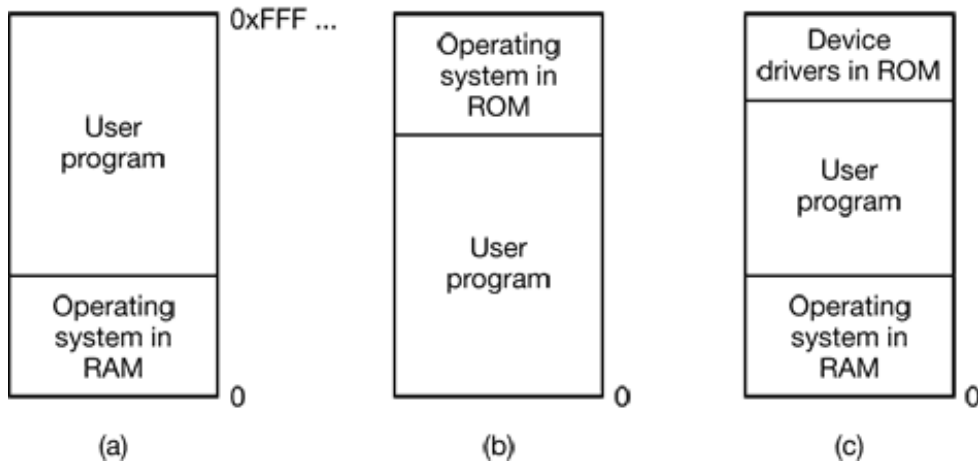 User
program
Operating
system in
RAM
0xFFF ...
0
(a)
Operating
system in
ROM
User
program
0
(b)
Device
drivers in ROM
User
program
Operating
system in
RAM
0
(c)